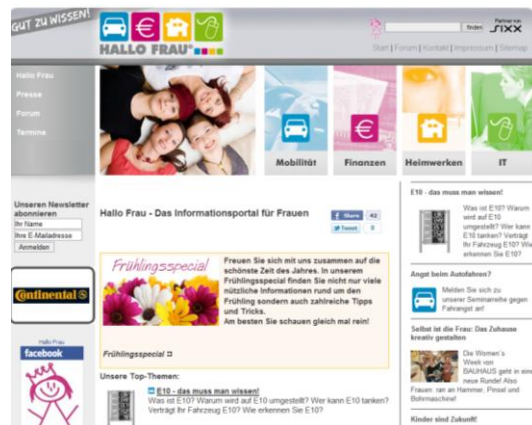 GUT ZU WISSEN!
HALLO FRAU
finden
Partner von
sixx
Start | Forum | Kontakt | Impressum | Sitemap
Hallo Frau
Presse
Forum
Termine
Mobilität
Finanzen
Heimwerken
IT
Unseren Newsletter
abonnieren
Ihr Name
Ihre E-Mailadresse
Anmelden
Continental
Hallo Frau
facebook
Hallo Frau - Das Informationsportal für Frauen
Share 42
Tweet 0
Frühlingsspecial
Freuen Sie sich mit uns zusammen auf die
schönste Zeit des Jahres. In unserem
Frühlingsspecial finden Sie nicht nur viele
nützliche Informationen rund um den
Frühling sondern auch zahlreiche Tipps
und Tricks.
Am besten Sie schauen gleich mal rein!
Frühlingsspecial
Unsere Top-Themen:
E10 - das muss man wissen!
Was ist E10? Warum wird auf E10 umgestellt? Wer kann E10 tanken?
Verträgt Ihr Fahrzeug E10? Wie erkennen Sie E10?
E10 - das muss man wissen!
Was ist E10? Warum
wird auf E10
umgestellt? Wer kann
E10 tanken? Verträgt
Ihr Fahrzeug E10? Wie
erkennen Sie E10?
Angst beim Autofahren?
Melden Sie sich zu
unserer Seminarreihe gegen
Fahrangst an!
Selbst ist die Frau: Das Zuhause
kreativ gestalten
Die Women's
Week von
BAUHAUS geht in eine
neue Runde! Also
Frauen: ran an Hammer, Pinsel und
Bohrmaschine!
Kinder sind Zukunft!